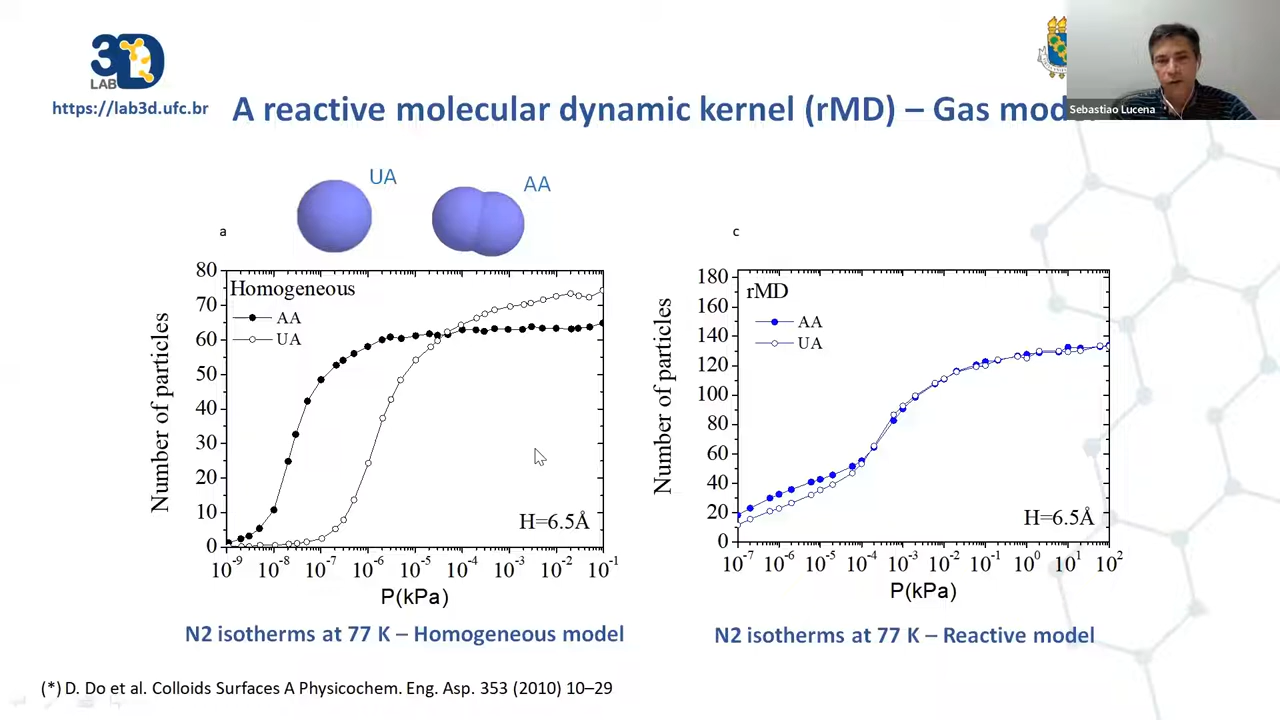 3D
LAB
https://lab3d.ufc.br
A reactive molecular dynamic kernel (rMD) – Gas
Sebastiao Lucena
UA
AA
a
Homogeneous
AA
UA
Number of particles
80
70
60
50
40
30
20
10
0
H=6.5Å
10⁻⁹ 10⁻⁸ 10⁻⁷ 10⁻⁶ 10⁻⁵ 10⁻⁴ 10⁻³ 10⁻² 10⁻¹
P(kPa)
N2 isotherms at 77 K – Homogeneous model
c
rMD
AA
UA
Number of particles
180
160
140
120
100
80
60
40
20
0
H=6.5Å
10⁻⁷ 10⁻⁶ 10⁻⁵ 10⁻⁴ 10⁻³ 10⁻² 10⁻¹ 10⁰ 10¹ 10²
P(kPa)
N2 isotherms at 77 K – Reactive model
(*) D. Do et al. Colloids Surfaces A Physicochem. Eng. Asp. 353 (2010) 10–29